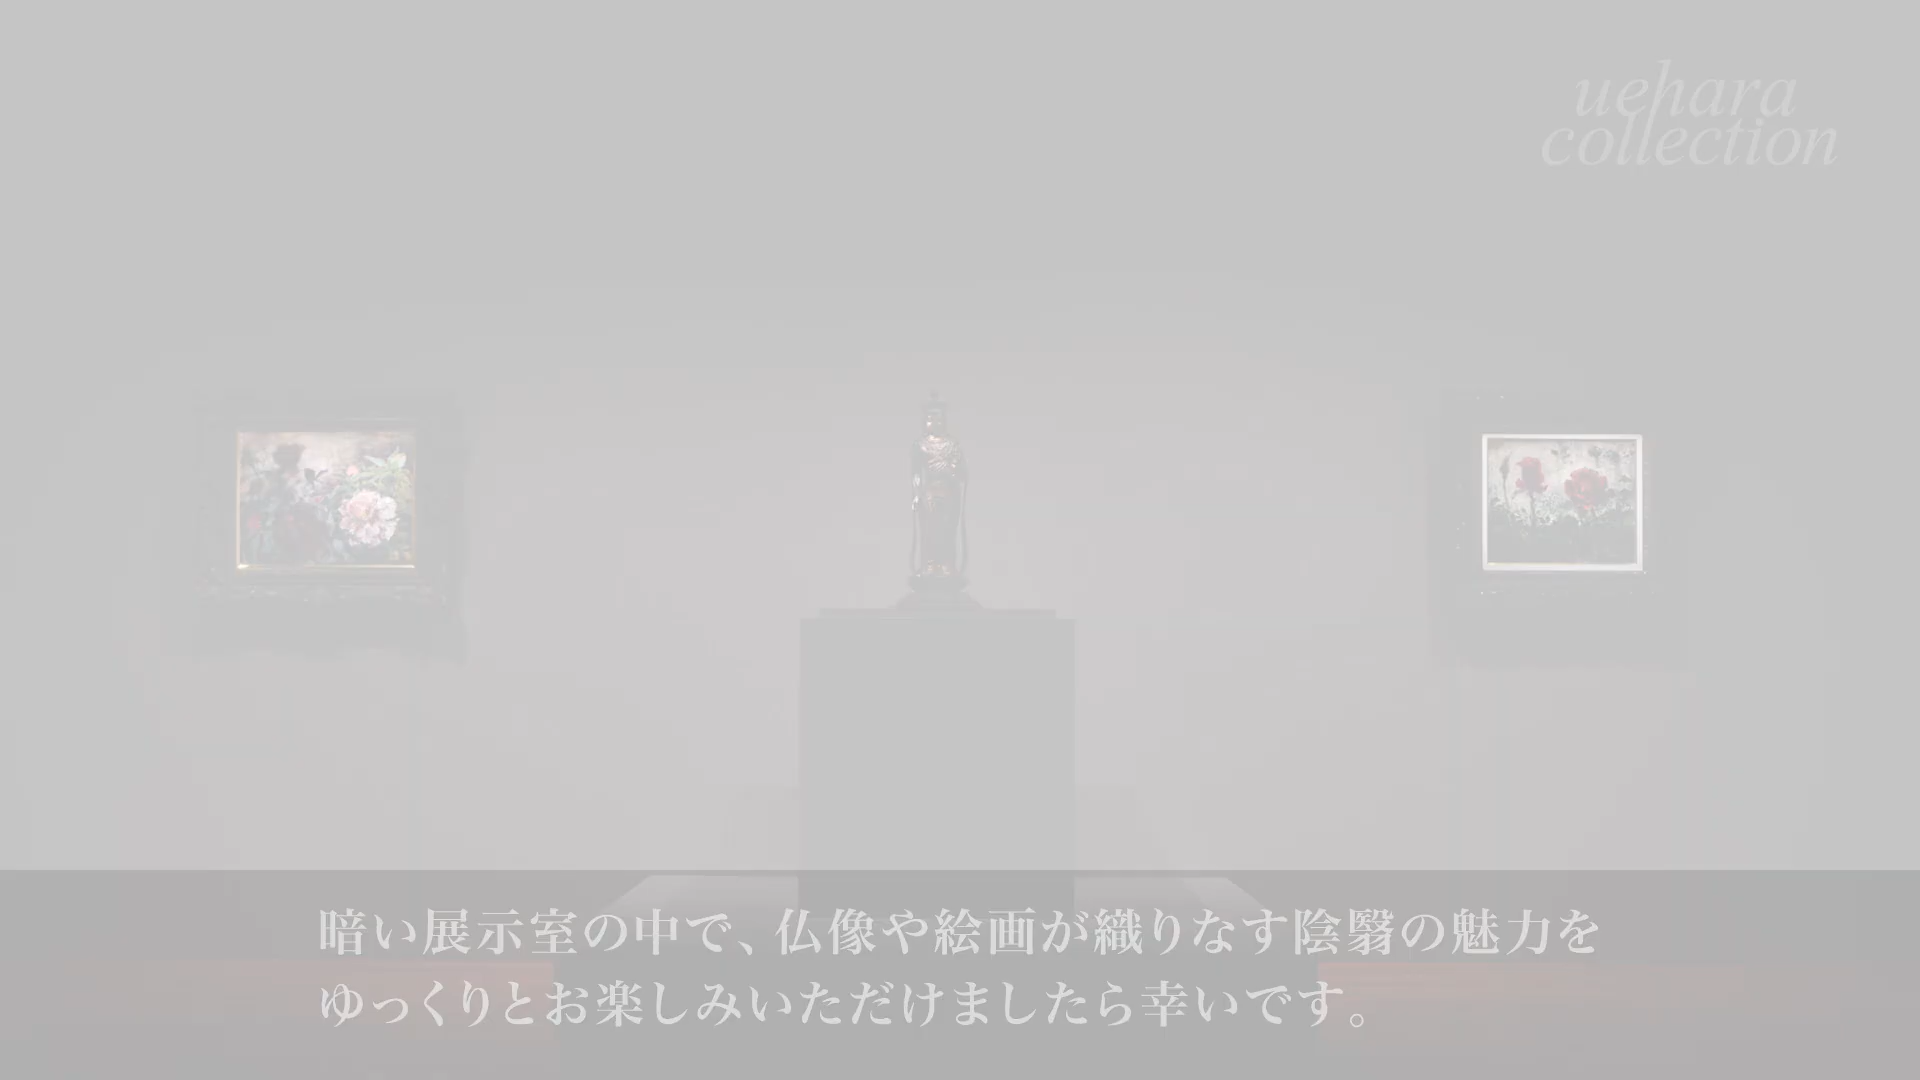 uehara
collection
暗い展示室の中で、仏像や絵画が織りなす陰翳の魅力を
ゆっくりとお楽しみいただけましたら幸いです。